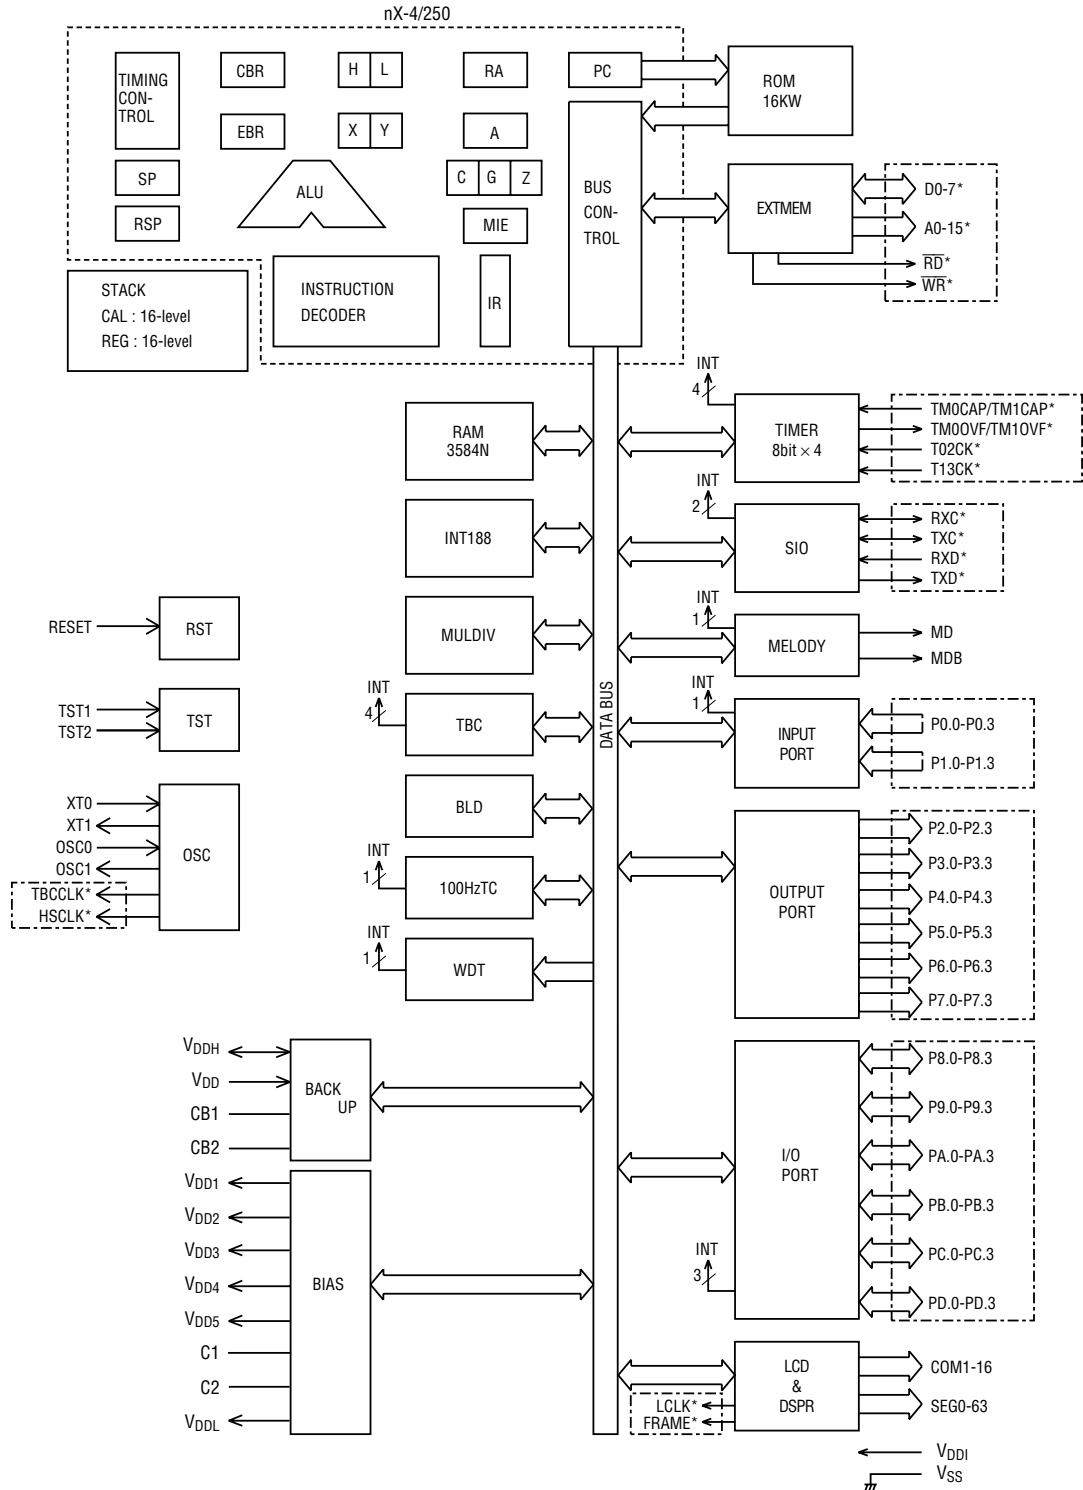 nX-4/250
TIMING
CON-
TROL
CBR
H L
RA
PC
ROM
16KW
EBR
X Y
A
SP
ALU
C G Z
BUS
CON-
TROL
EXTMEM
D0-7*
A0-15*
RD*
WR*
RSP
MIE
STACK
CAL : 16-level
REG : 16-level
INSTRUCTION
DECODER
IR
DATA BUS
RAM
3584N
INT
4
TIMER
8bit × 4
TM0CAP/TM1CAP*
TM0OVF/TM1OVF*
T02CK*
T13CK*
INT188
INT
2
SIO
RXC*
TXC*
RXD*
TXD*
RESET
RST
MULDIV
INT
1
MELODY
MD
MDB
TST1
TST2
TST
INT
4
TBC
INT
1
INPUT
PORT
P0.0-P0.3
P1.0-P1.3
XT0
XT1
OSC0
OSC1
TBCCLK*
HSCLK*
OSC
BLD
INT
1
100HzTC
OUTPUT
PORT
P2.0-P2.3
P3.0-P3.3
P4.0-P4.3
P5.0-P5.3
P6.0-P6.3
P7.0-P7.3
INT
1
WDT
VDDH
VDD
CB1
CB2
BACK
UP
I/O
PORT
P8.0-P8.3
P9.0-P9.3
PA.0-PA.3
PB.0-PB.3
PC.0-PC.3
PD.0-PD.3
INT
3
VDD1
VDD2
VDD3
VDD4
VDD5
C1
C2
VDDL
BIAS
LCD
&
DSPR
LCLK*
FRAME*
COM1-16
SEG0-63
VDDI
VSS